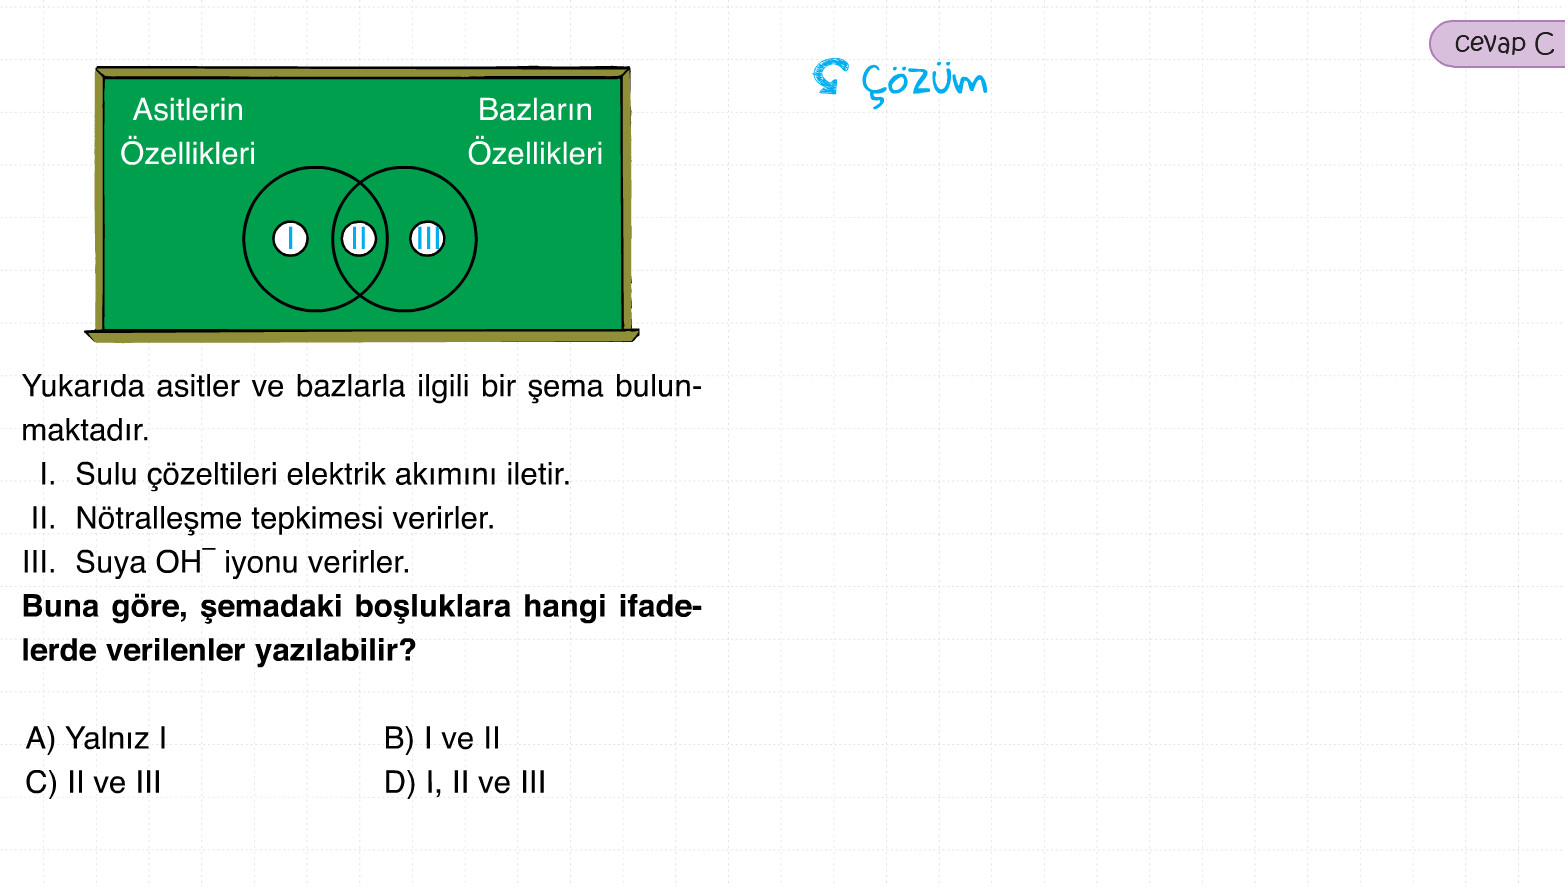 cevap C
Asitlerin
Özellikleri
Bazların
Özellikleri
I
II
III
Çözüm
Yukarıda asitler ve bazlarla ilgili bir şema bulun-
maktadır.
I. Sulu çözeltileri elektrik akımını iletir.
II. Nötralleşme tepkimesi verirler.
III. Suya OH⁻ iyonu verirler.
Buna göre, şemadaki boşluklara hangi ifade-
lerde verilenler yazılabilir?
A) Yalnız I B) I ve II
C) II ve III D) I, II ve III